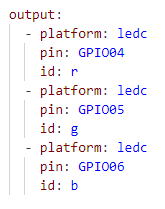 output:
  - platform: ledc
    pin: GPIO04
    id: r
  - platform: ledc
    pin: GPIO05
    id: g
  - platform: ledc
    pin: GPIO06
    id: b